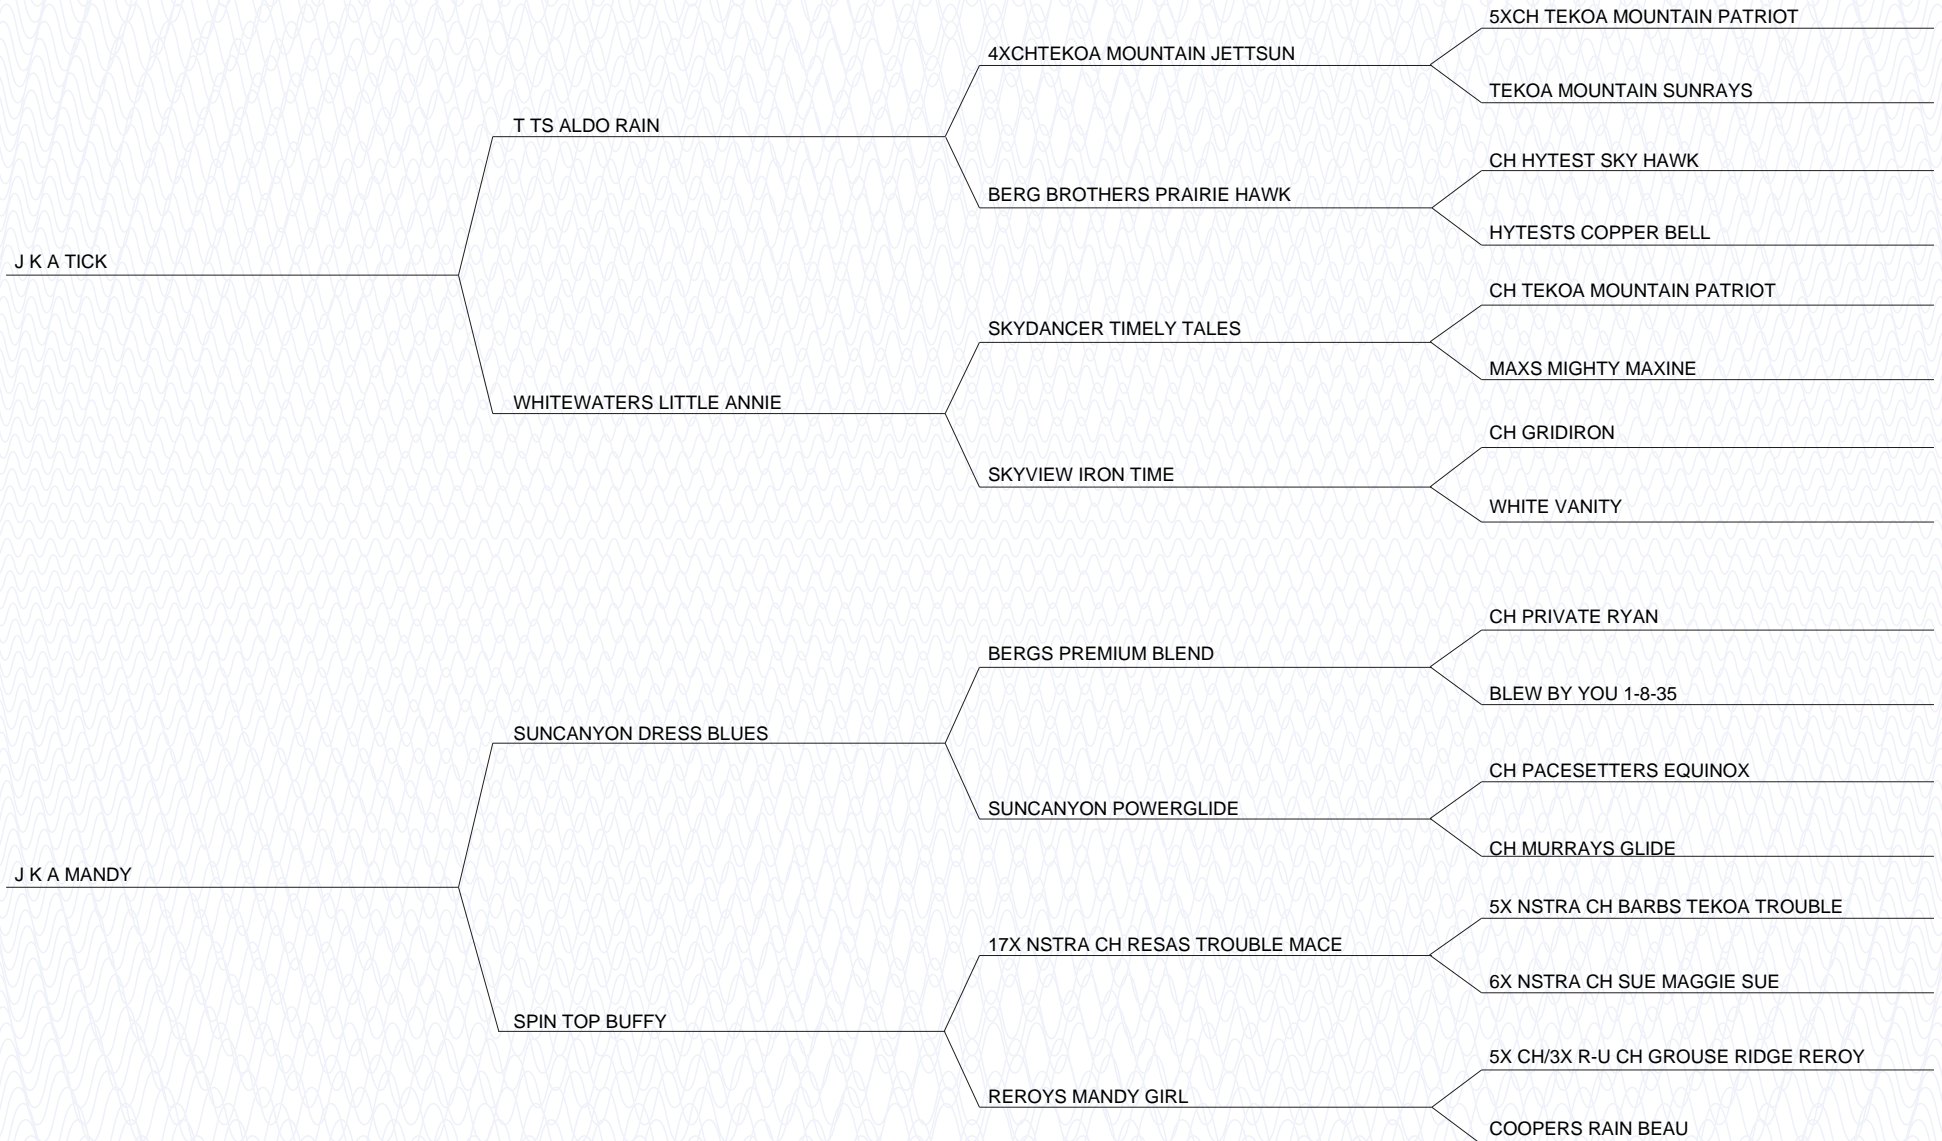 5XCH TEKOA MOUNTAIN PATRIOT
4XCHTEKOA MOUNTAIN JETTSUN
TEKOA MOUNTAIN SUNRAYS
T TS ALDO RAIN
CH HYTEST SKY HAWK
BERG BROTHERS PRAIRIE HAWK
HYTESTS COPPER BELL
J K A TICK
CH TEKOA MOUNTAIN PATRIOT
SKYDANCER TIMELY TALES
MAXS MIGHTY MAXINE
WHITEWATERS LITTLE ANNIE
CH GRIDIRON
SKYVIEW IRON TIME
WHITE VANITY
CH PRIVATE RYAN
BERGS PREMIUM BLEND
BLEW BY YOU 1-8-35
SUNCANYON DRESS BLUES
CH PACESETTERS EQUINOX
SUNCANYON POWERGLIDE
CH MURRAYS GLIDE
J K A MANDY
5X NSTRA CH BARBS TEKOA TROUBLE
17X NSTRA CH RESAS TROUBLE MACE
6X NSTRA CH SUE MAGGIE SUE
SPIN TOP BUFFY
5X CH/3X R-U CH GROUSE RIDGE REROY
REROYS MANDY GIRL
COOPERS RAIN BEAU